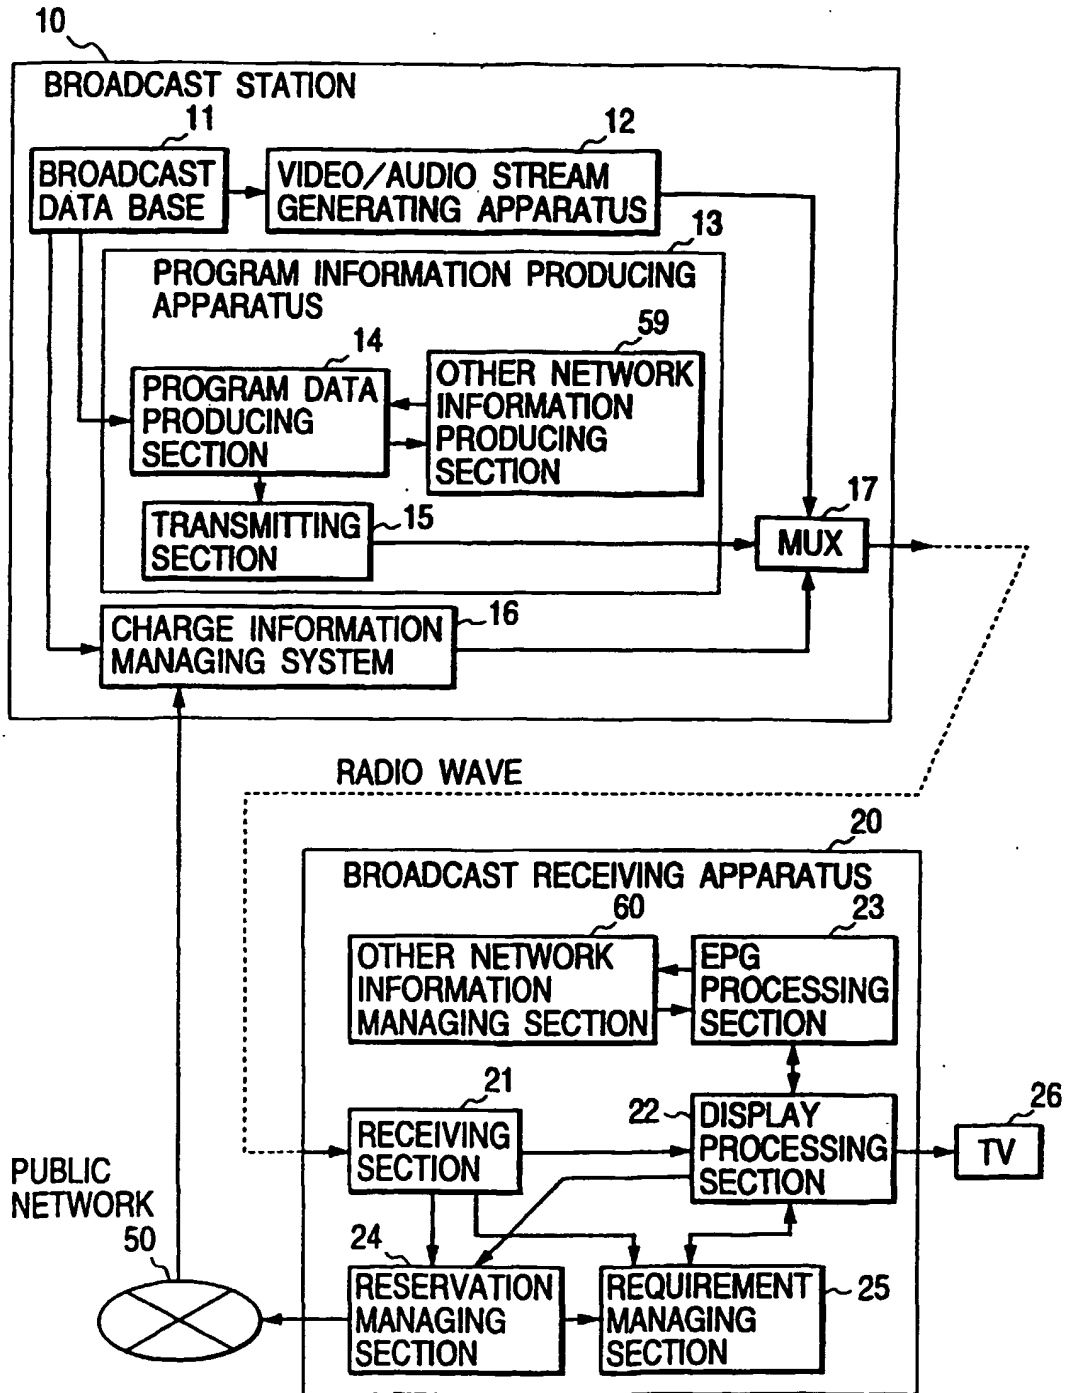 10
BROADCAST STATION
11
BROADCAST
DATA BASE
12
VIDEO/AUDIO STREAM
GENERATING APPARATUS
13
PROGRAM INFORMATION PRODUCING
APPARATUS
14
PROGRAM DATA
PRODUCING
SECTION
59
OTHER NETWORK
INFORMATION
PRODUCING
SECTION
TRANSMITTING
SECTION
15
17
MUX
CHARGE INFORMATION
MANAGING SYSTEM
16
RADIO WAVE
20
BROADCAST RECEIVING APPARATUS
60
OTHER NETWORK
INFORMATION
MANAGING SECTION
23
EPG
PROCESSING
SECTION
21
RECEIVING
SECTION
22
DISPLAY
PROCESSING
SECTION
26
TV
PUBLIC
NETWORK
50
24
RESERVATION
MANAGING
SECTION
REQUIREMENT
MANAGING
SECTION
25